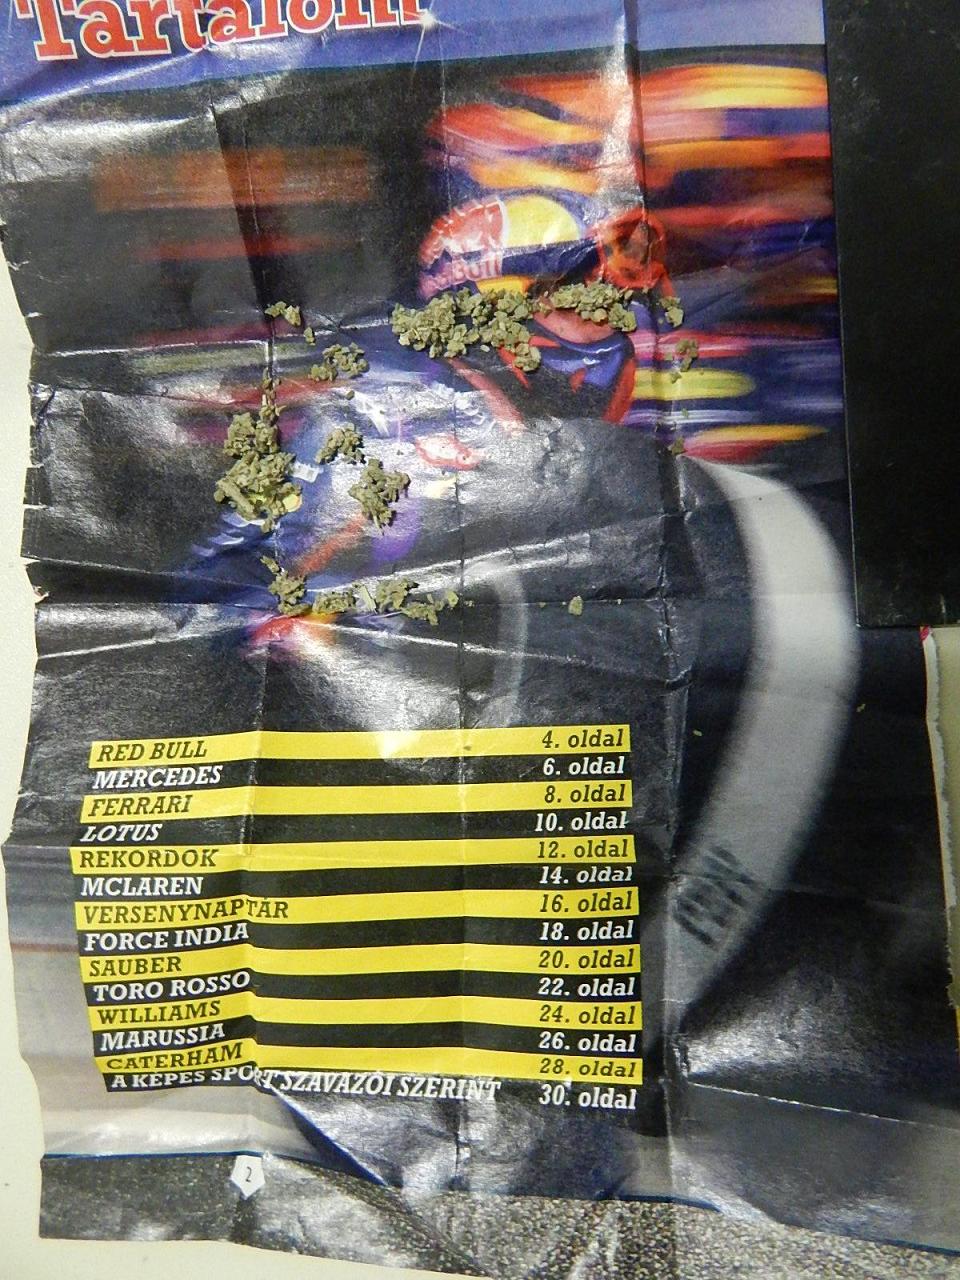 Tartalom
Red Bull
RED BULL 4. oldal
MERCEDES 6. oldal
FERRARI 8. oldal
LOTUS 10. oldal
REKORDOK 12. oldal
MCLAREN 14. oldal
VERSENYNAPTÁR 16. oldal
FORCE INDIA 18. oldal
SAUBER 20. oldal
TORO ROSSO 22. oldal
WILLIAMS 24. oldal
MARUSSIA 26. oldal
CATERHAM 28. oldal
A KÉPES SPORT SZAVAZÓI SZERINT 30. oldal
2